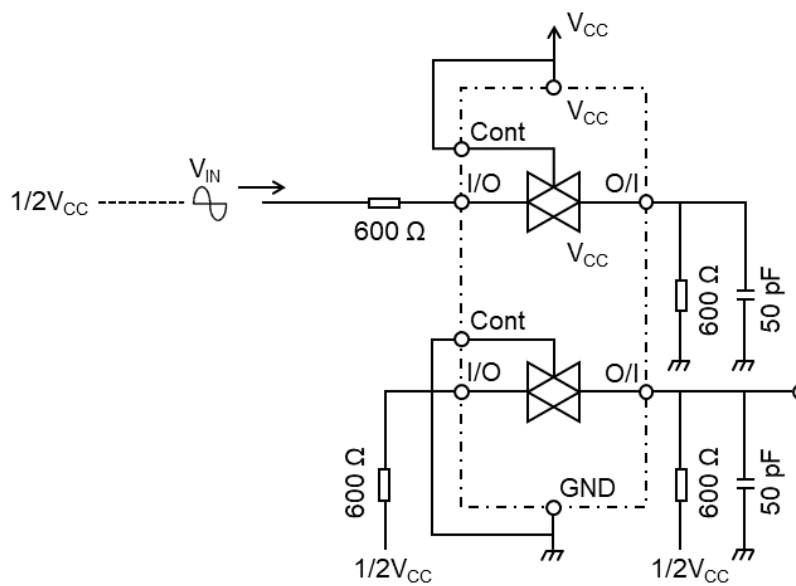 V_CC
V_CC
Cont
V_IN
I/O
O/I
1/2V_CC
600 Ω
V_CC
600 Ω
50 pF
Cont
I/O
O/I
600 Ω
GND
600 Ω
50 pF
1/2V_CC
1/2V_CC